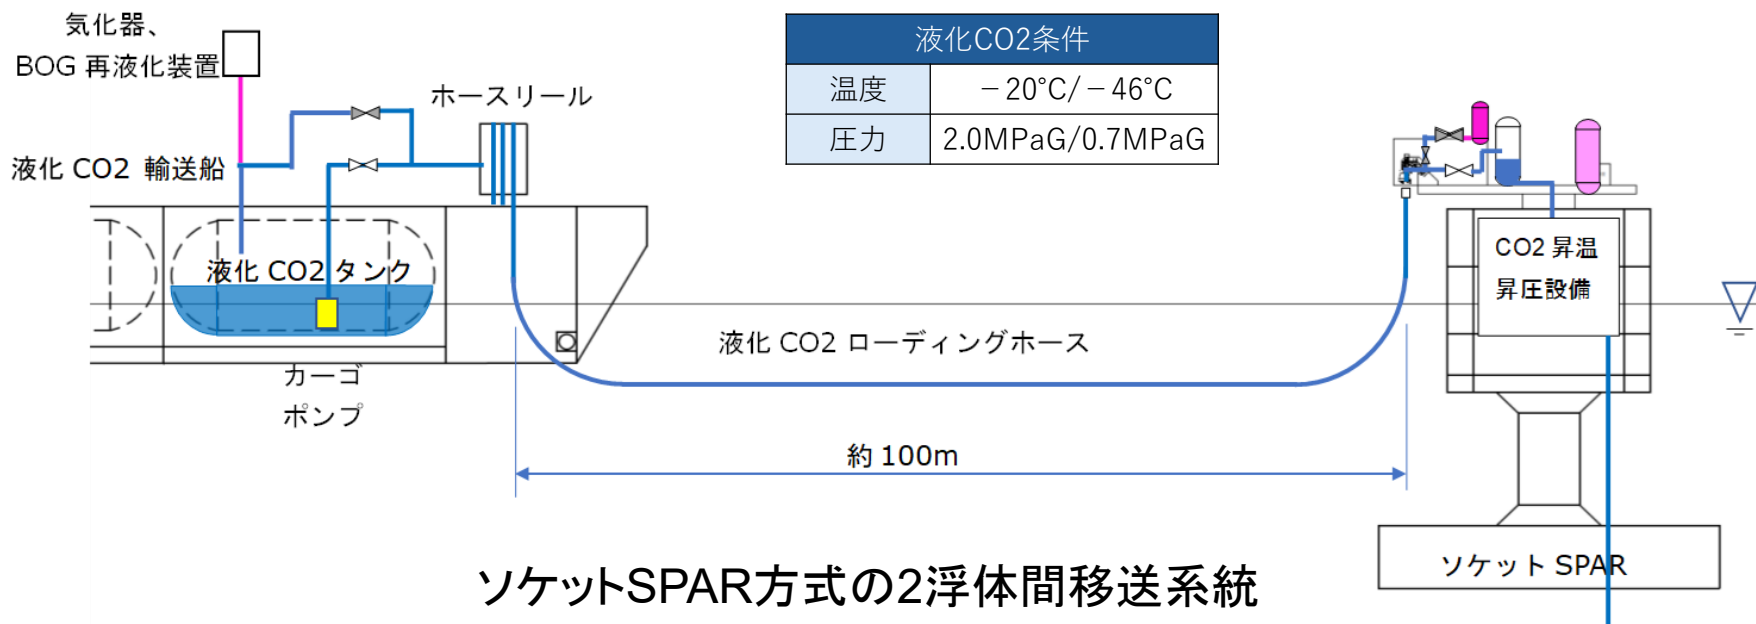 気化器、
BOG 再液化装置
ホースリール
液化 CO2 輸送船
液化CO2条件
温度 －20°C/－46°C
圧力 2.0MPaG/0.7MPaG
液化 CO2 タンク
カーゴ
ポンプ
液化 CO2 ローディングホース
約 100m
CO2 昇温
昇圧設備
ソケット SPAR
ソケットSPAR方式の2浮体間移送系統